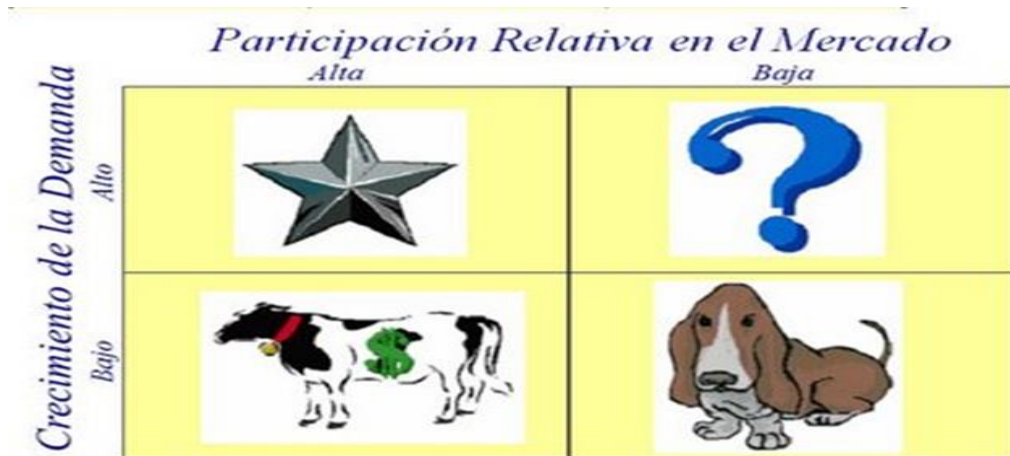 Participación Relativa en el Mercado
Alta
Baja
Crecimiento de la Demanda
Alto
Bajo
$